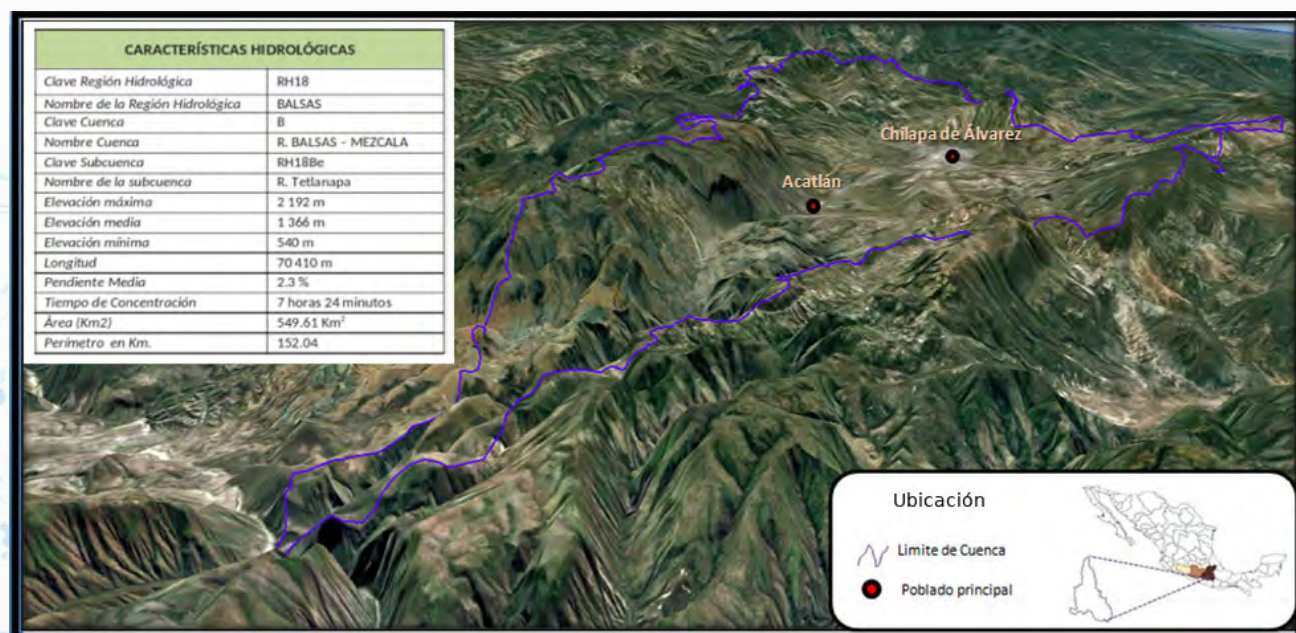 CARACTERÍSTICAS HIDROLÓGICAS
Clave Región Hidrológica RH18
Nombre de la Región Hidrológica BALSAS
Clave Cuenca B
Nombre Cuenca R. BALSAS – MEZCALA
Clave Subcuenca RH18Be
Nombre de la subcuenca R. Tetlanapa
Elevación máxima 2 192 m
Elevación media 1 366 m
Elevación mínima 540 m
Longitud 70 410 m
Pendiente Media 2.3 %
Tiempo de Concentración 7 horas 24 minutos
Área (Km2) 549.61 Km²
Perímetro en Km. 152.04
Chilapa de Álvarez
Acatlán
Ubicación
Limite de Cuenca
Poblado principal